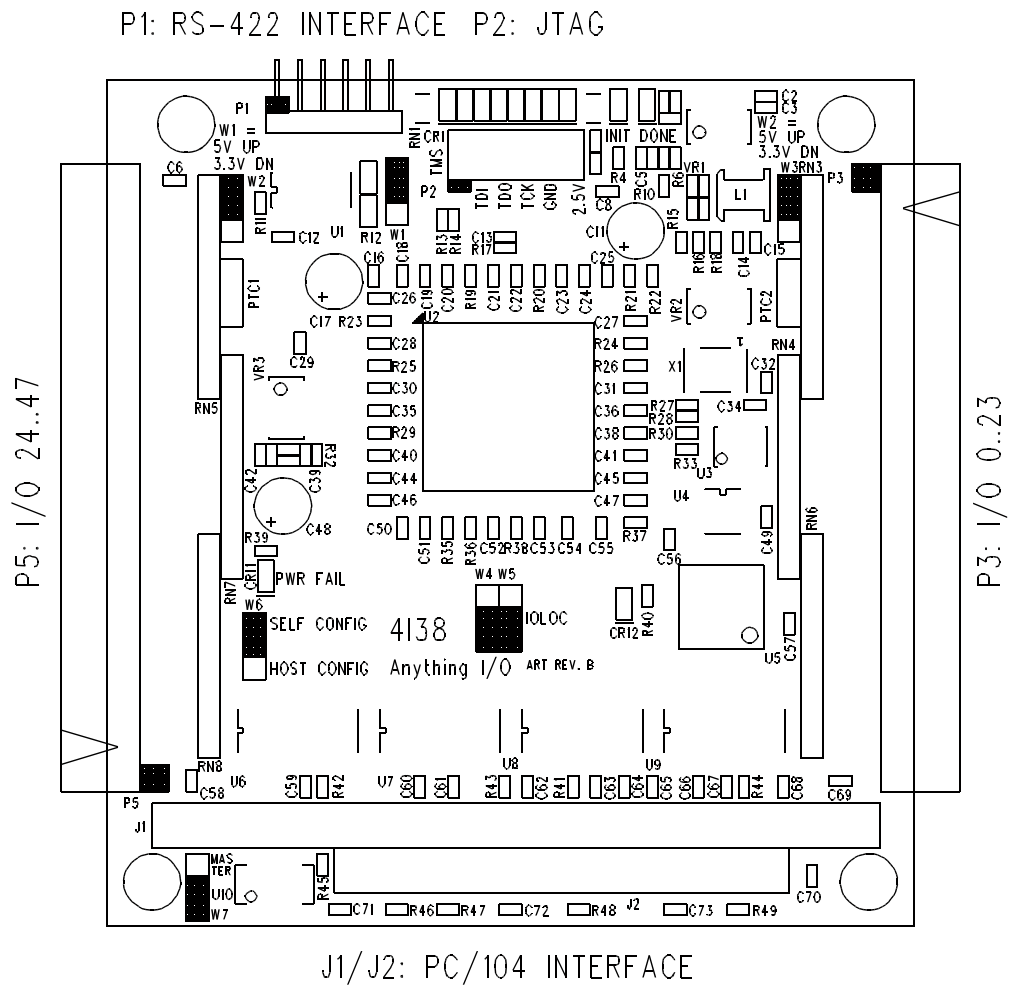 P1: RS-422 INTERFACE P2: JTAG
P1
W1 =
5V UP
3.3V DN
RN1
CR1
TMS
P2
TDI
TDO
TCK
GND
2.5V
INIT DONE
C2
C3
W2 =
5V UP
3.3V DN
R4
C5
R6
VR1
R10
C8
L1
W3
RN3
P3
C6
W2
R11
C12
U1
R12
W1
C18
R13
R14
C13
R17
C11
R15
R16
R18
C14
C15
PTC1
C16
C19
C20
R19
C21
C22
R20
C23
C24
C25
R21
R22
VR2
PTC2
C17
C26
R23
U2
C27
C28
R24
R25
R26
C30
C31
C35
C36
R29
C38
C40
C41
C44
C45
C46
C47
C29
VR3
X1
RN4
C32
R27
C34
R28
R30
R33
U3
U4
RN5
P5: I/O 24..47
P3: I/O 0..23
C42
C39
R32
C48
R39
CR11
PWR FAIL
RN7
C50
C51
R35
R36
C52
R38
C53
C54
C55
R37
C56
C49
RN6
W6
SELF CONFIG
HOST CONFIG
4I38
Anything I/O
W4 W5
IOLOC
ART REV. B
CR12
R40
U5
C57
RN8
P5
C58
U6
C59
R42
U7
C60
C61
U8
R43
C62
R41
C63
C64
U9
C65
C66
C67
R44
C68
C69
J1
MAS
TER
U10
W7
R45
C71
R46
R47
C72
R48
J2
C73
R49
C70
J1/J2: PC/104 INTERFACE